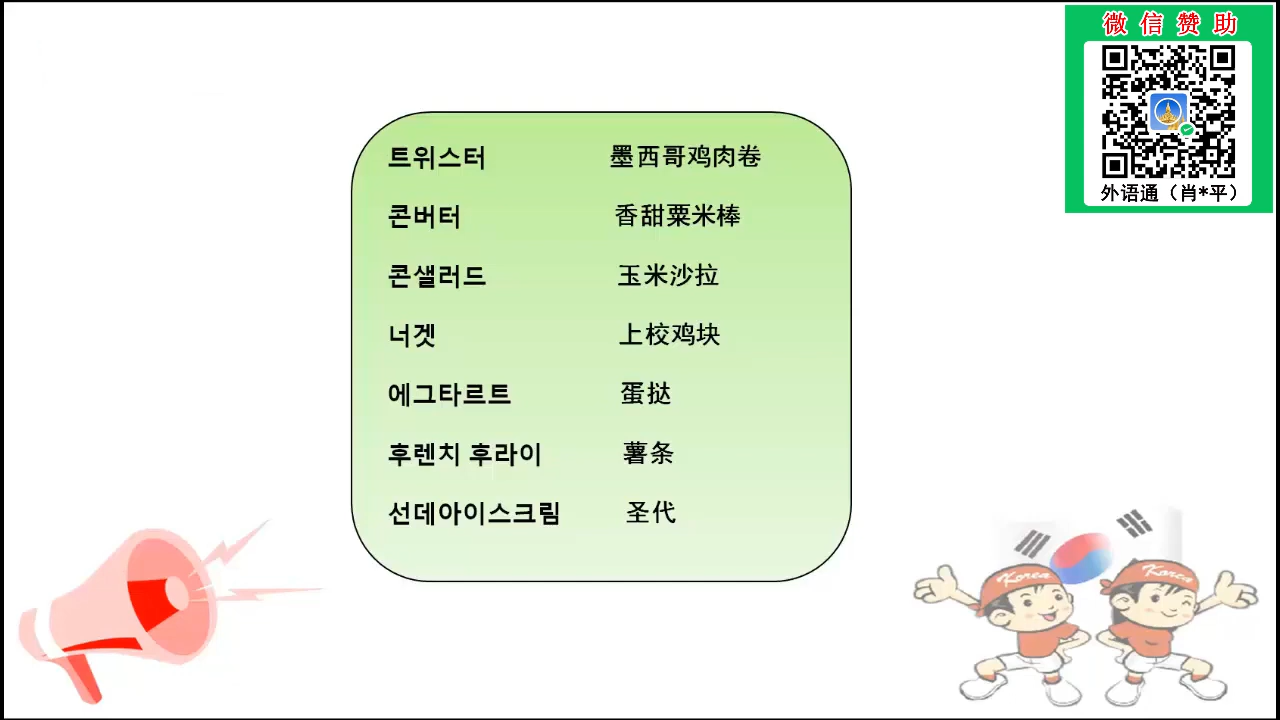 微信赞助
外语通（肖*平）
트위스터 墨西哥鸡肉卷
콘버터 香甜粟米棒
콘샐러드 玉米沙拉
너겟 上校鸡块
에그타르트 蛋挞
후렌치 후라이 薯条
선데아이스크림 圣代
Korea
Korea